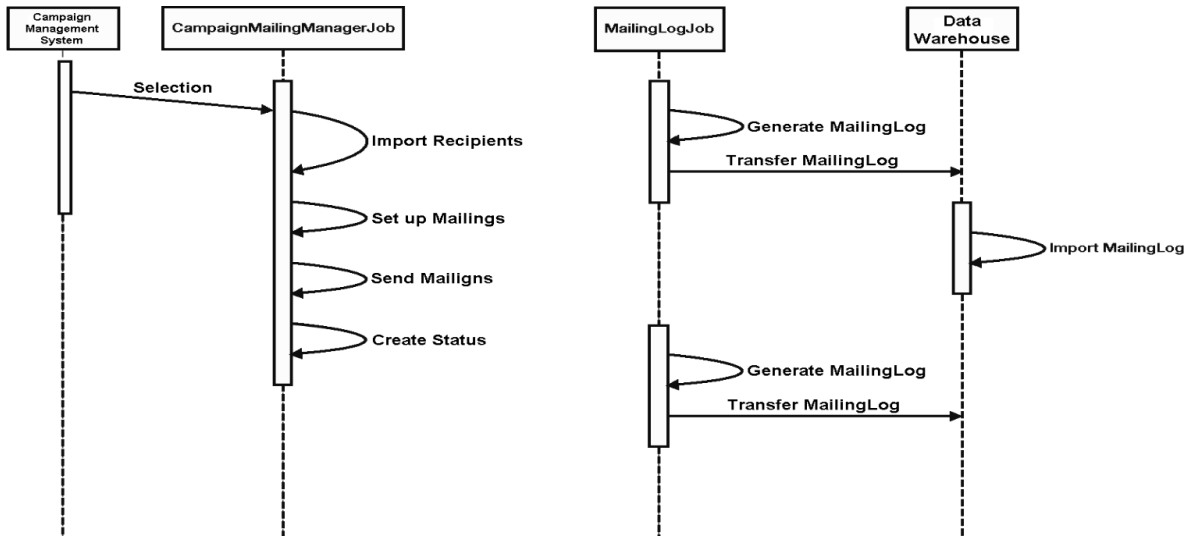 Campaign
Management
System
CampaignMailingManagerJob
MailingLogJob
Data
Warehouse
Selection
Import Recipients
Set up Mailings
Send Mailigns
Create Status
Generate MailingLog
Transfer MailingLog
Import MailingLog
Generate MailingLog
Transfer MailingLog